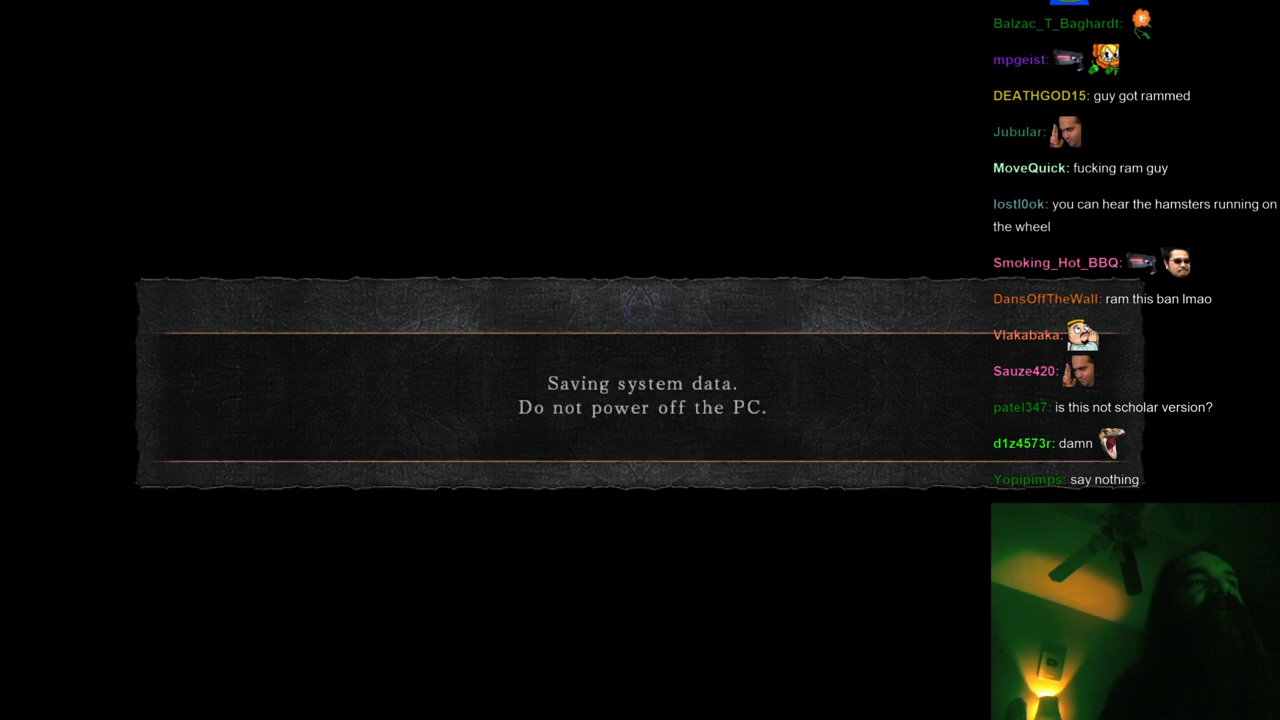 Balzac_T_Baghardt:
mpgeist:
DEATHGOD15: guy got rammed
Jubular:
MoveQuick: fucking ram guy
lostl0ok: you can hear the hamsters running on
the wheel
Smoking_Hot_BBQ:
DansOffTheWall: ram this ban lmao
Vlakabaka:
Sauze420:
patel347: is this not scholar version?
d1z4573r: damn
Yopipimps: say nothing
Saving system data.
Do not power off the PC.